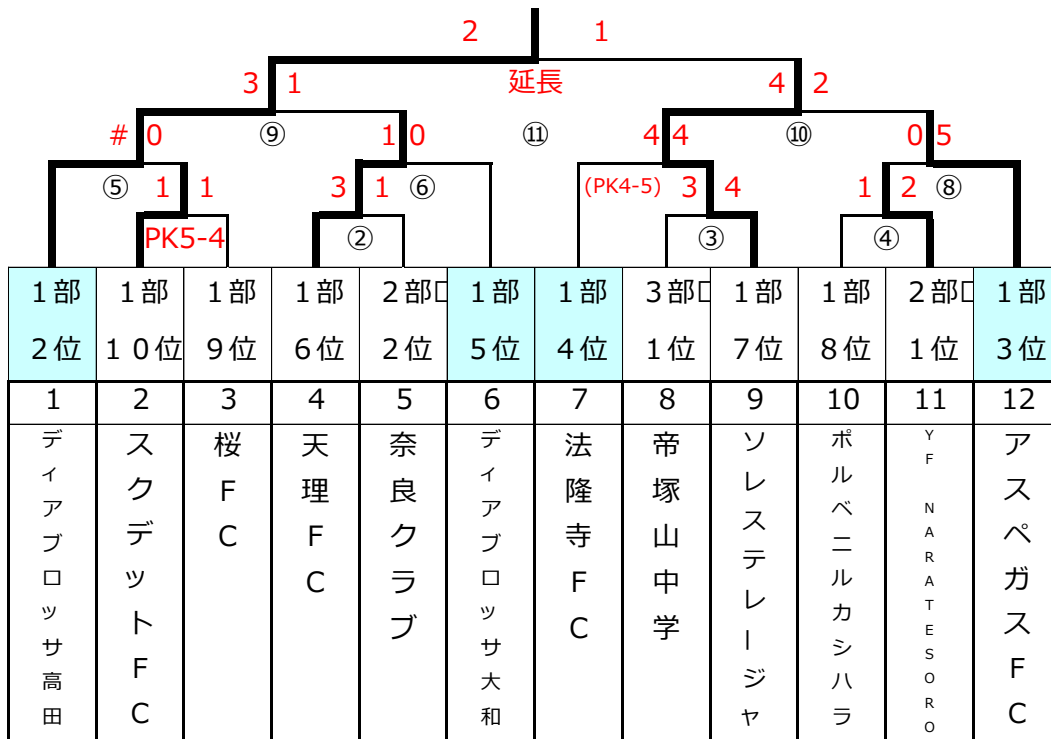 2 1
3 1 延長 4 2
# 0 ⑨ 1 0 ⑪ 4 4 ⑩ 0 5
⑤ 1 1 3 1 ⑥ (PK4-5) 3 4 1 2 ⑧
PK5-4 ② ③ ④
1部 1部 1部 1部 2部 1部 1部 3部 1部 1部 2部 1部
2位 10位 9位 6位 2位 5位 4位 1位 7位 8位 1位 3位
1 2 3 4 5 6 7 8 9 10 11 12
ディアブロッサ高田
スクデットFC
桜FC
天理FC
奈良クラブ
ディアブロッサ大和
法隆寺FC
帝塚山中学
ソレステレージャ
ポルベニルカシハラ
YF NARATESORO
アスペガスFC